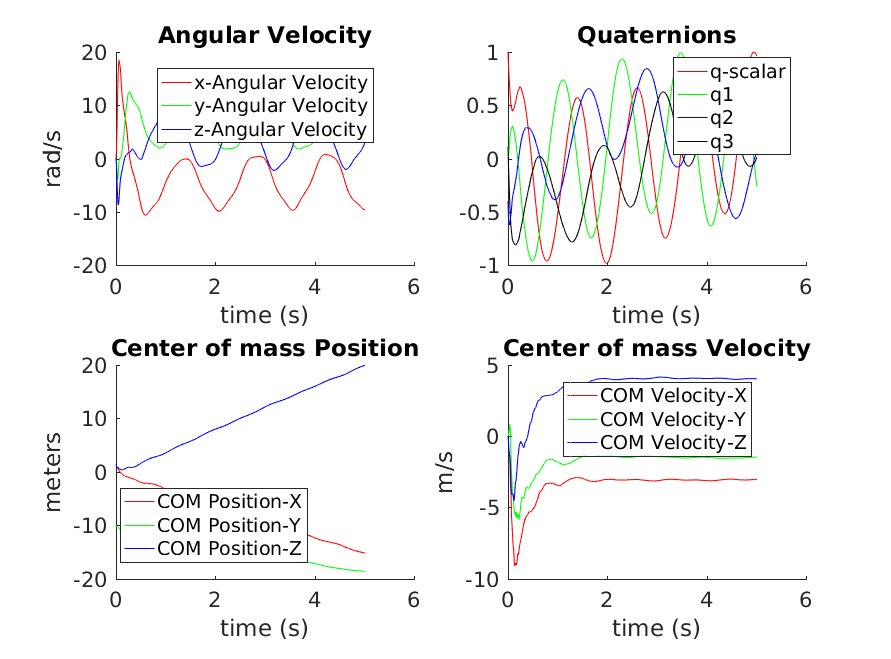 Angular Velocity
20
10
0
-10
-20
rad/s
x-Angular Velocity
y-Angular Velocity
z-Angular Velocity
0
2
4
6
time (s)
Quaternions
1
0.5
0
-0.5
-1
q-scalar
q1
q2
q3
0
2
4
6
time (s)
Center of mass Position
20
10
0
-10
-20
meters
COM Position-X
COM Position-Y
COM Position-Z
0
2
4
6
time (s)
Center of mass Velocity
5
0
-5
-10
m/s
COM Velocity-X
COM Velocity-Y
COM Velocity-Z
0
2
4
6
time (s)